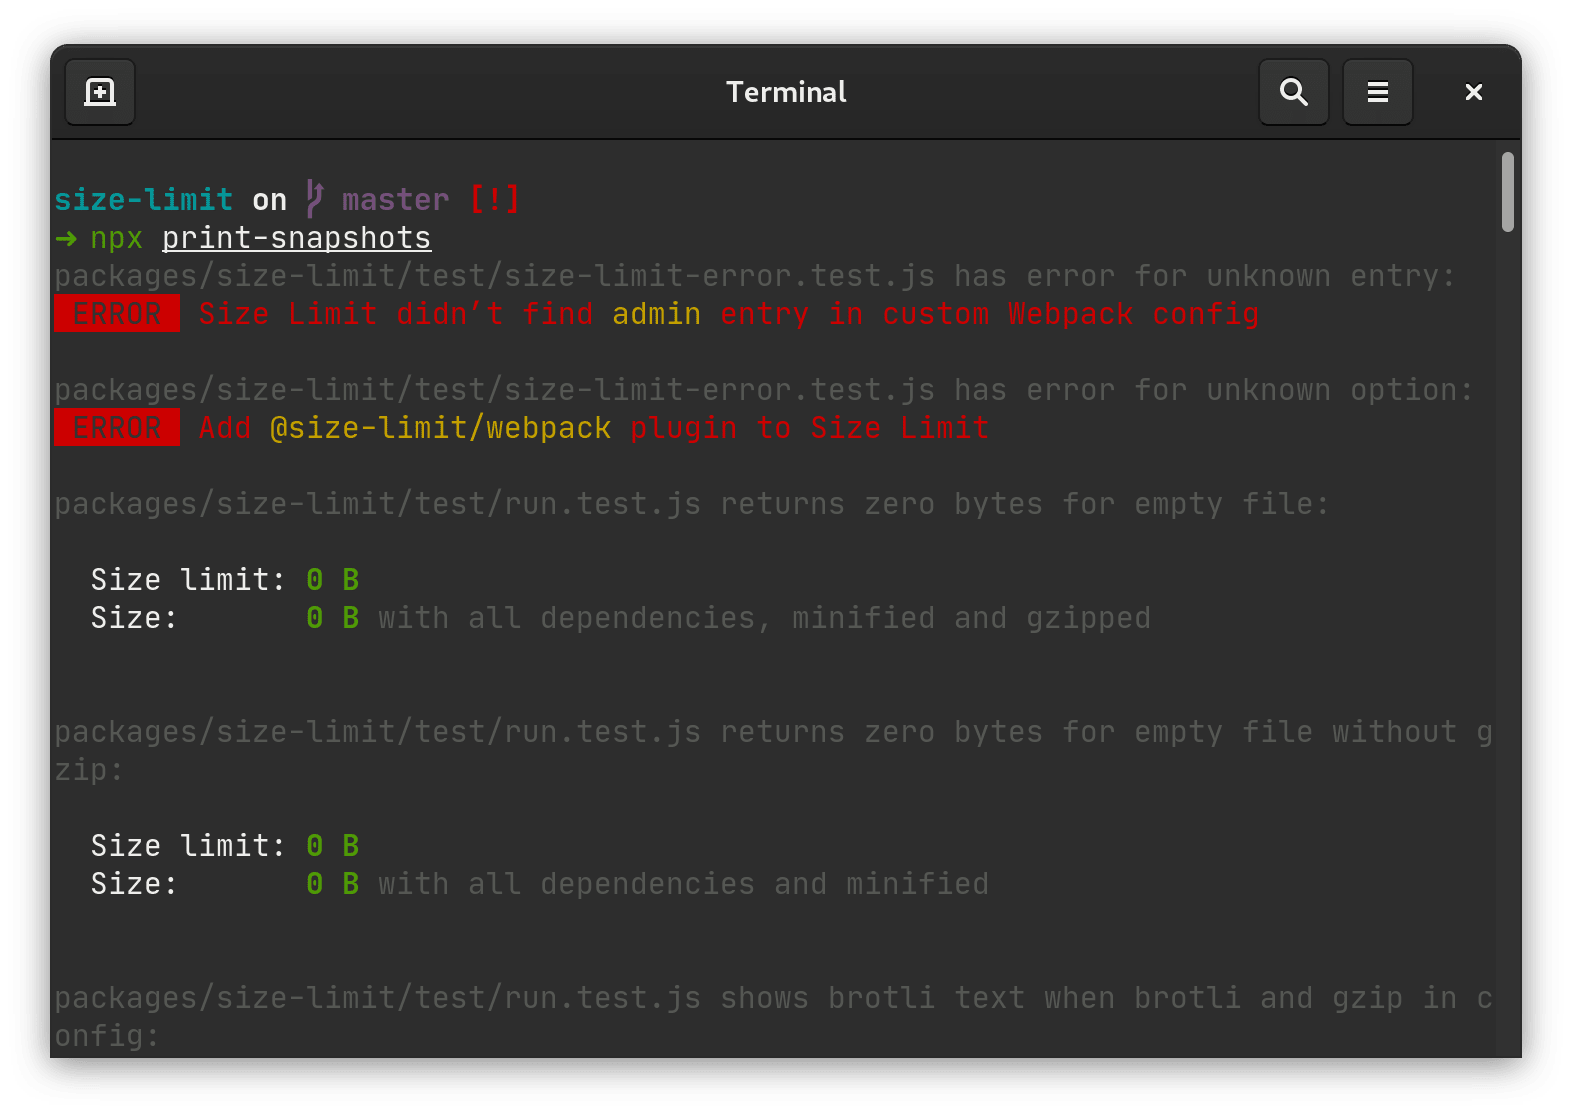 Terminal
size-limit on master [!]
➜ npx print-snapshots
packages/size-limit/test/size-limit-error.test.js has error for unknown entry:
ERROR Size Limit didn’t find admin entry in custom Webpack config
packages/size-limit/test/size-limit-error.test.js has error for unknown option:
ERROR Add @size-limit/webpack plugin to Size Limit
packages/size-limit/test/run.test.js returns zero bytes for empty file:
Size limit: 0 B
Size: 0 B with all dependencies, minified and gzipped
packages/size-limit/test/run.test.js returns zero bytes for empty file without g
zip:
Size limit: 0 B
Size: 0 B with all dependencies and minified
packages/size-limit/test/run.test.js shows brotli text when brotli and gzip in c
onfig: